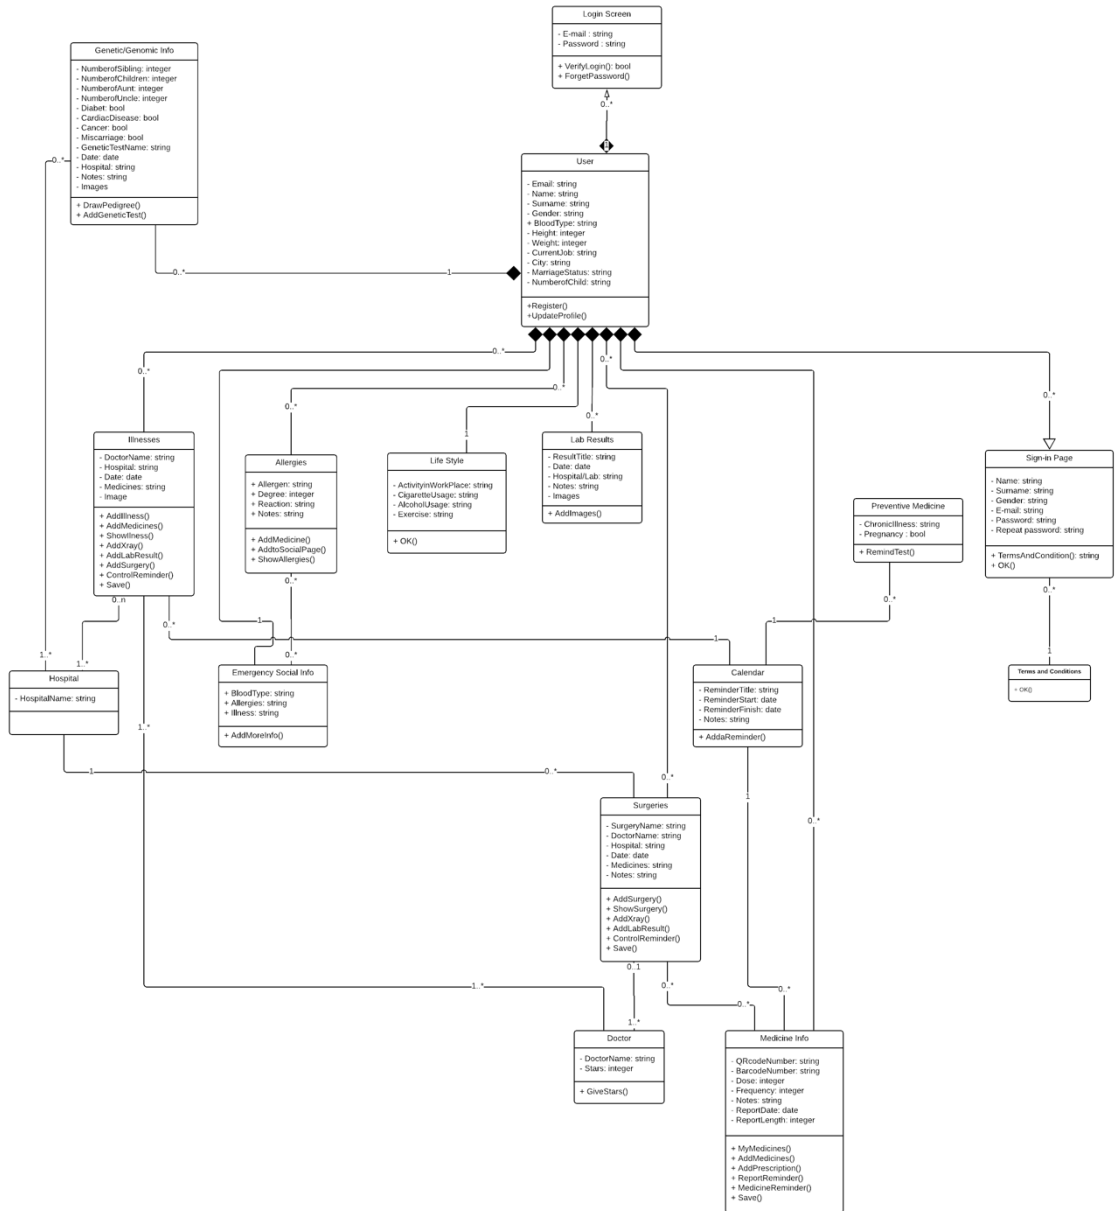 Login Screen
- E-mail : string
- Password : string
+ VerifyLogin(): bool
+ ForgetPassword()
0..*
1
Genetic/Genomic Info
- NumberofSibling: integer
- NumberofChildren: integer
- NumberofAunt: integer
- NumberofUncle: integer
- Diabet: bool
- CardiacDisease: bool
- Cancer: bool
- Miscarriage: bool
- GeneticTestName: string
- Date: date
- Hospital: string
- Notes: string
- Images
+ DrawPedigree()
+ AddGeneticTest()
0..*
0..*
1
User
- Email: string
- Name: string
- Surname: string
- Gender: string
+ BloodType: string
- Height: integer
- Weight: integer
- CurrentJob: string
- City: string
- MarriageStatus: string
- NumberofChild: string
+Register()
+UpdateProfile()
0..*
0..*
0..*
0..*
0..*
0..*
1
0..*
0..*
Illnesses
- DoctorName: string
- Hospital: string
- Date: date
- Medicines: string
- Image
+ AddIllness()
+ AddMedicines()
+ ShowIllness()
+ AddXray()
+ AddLabResult()
+ AddSurgery()
+ ControlReminder()
+ Save()
Allergies
+ Allergen: string
+ Degree: integer
+ Reaction: string
+ Notes: string
+ AddMedicine()
+ AddtoSocialPage()
+ ShowAllergies()
Life Style
- ActivityinWorkPlace: string
- CigaretteUsage: string
- AlcoholUsage: string
- Exercise: string
+ OK()
Lab Results
- ResultTitle: string
- Date: date
- Hospital/Lab: string
- Notes: string
- Images
+ AddImages()
Preventive Medicine
- ChronicIllness: string
- Pregnancy : bool
+ RemindTest()
Sign-in Page
- Name: string
- Surname: string
- Gender: string
- E-mail: string
- Password: string
- Repeat password: string
+ TermsAndCondition(): string
+ OK()
0..n
0..*
1
0..*
0..*
1
1
0..*
0..*
1
1..*
1..*
Hospital
- HospitalName: string
Emergency Social Info
+ BloodType: string
+ Allergies: string
+ Illness: string
+ AddMoreInfo()
Calendar
- ReminderTitle: string
- ReminderStart: date
- ReminderFinish: date
- Notes: string
+ AddaReminder()
Terms and Conditions
+ OK()
1..*
1
0..*
0..*
1
0..*
Surgeries
- SurgeryName: string
- DoctorName: string
- Hospital: string
- Date: date
- Medicines: string
- Notes: string
+ AddSurgery()
+ ShowSurgery()
+ AddXray()
+ AddLabResult()
+ ControlReminder()
+ Save()
0..1
0..*
1..*
0..*
0..*
1..*
Doctor
- DoctorName: string
- Stars: integer
+ GiveStars()
Medicine Info
- QRcodeNumber: string
- BarcodeNumber: string
- Dose: integer
- Frequency: integer
- Notes: string
- ReportDate: date
- ReportLength: integer
+ MyMedicines()
+ AddMedicines()
+ AddPrescription()
+ ReportReminder()
+ MedicineReminder()
+ Save()